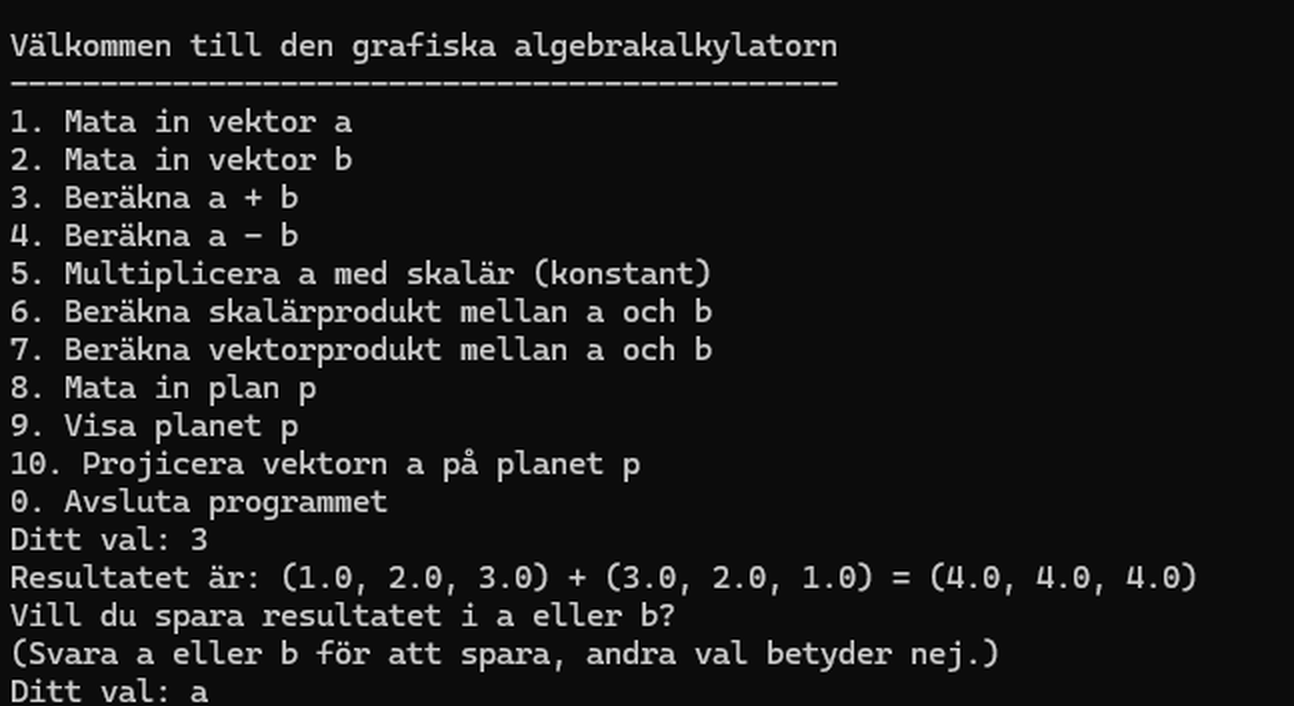 Välkommen till den grafiska algebrakalkylatorn
----------------------------------------------
1. Mata in vektor a
2. Mata in vektor b
3. Beräkna a + b
4. Beräkna a - b
5. Multiplicera a med skalär (konstant)
6. Beräkna skalärprodukt mellan a och b
7. Beräkna vektorprodukt mellan a och b
8. Mata in plan p
9. Visa planet p
10. Projicera vektorn a på planet p
0. Avsluta programmet
Ditt val: 3
Resultatet är: (1.0, 2.0, 3.0) + (3.0, 2.0, 1.0) = (4.0, 4.0, 4.0)
Vill du spara resultatet i a eller b?
(Svara a eller b för att spara, andra val betyder nej.)
Ditt val: a